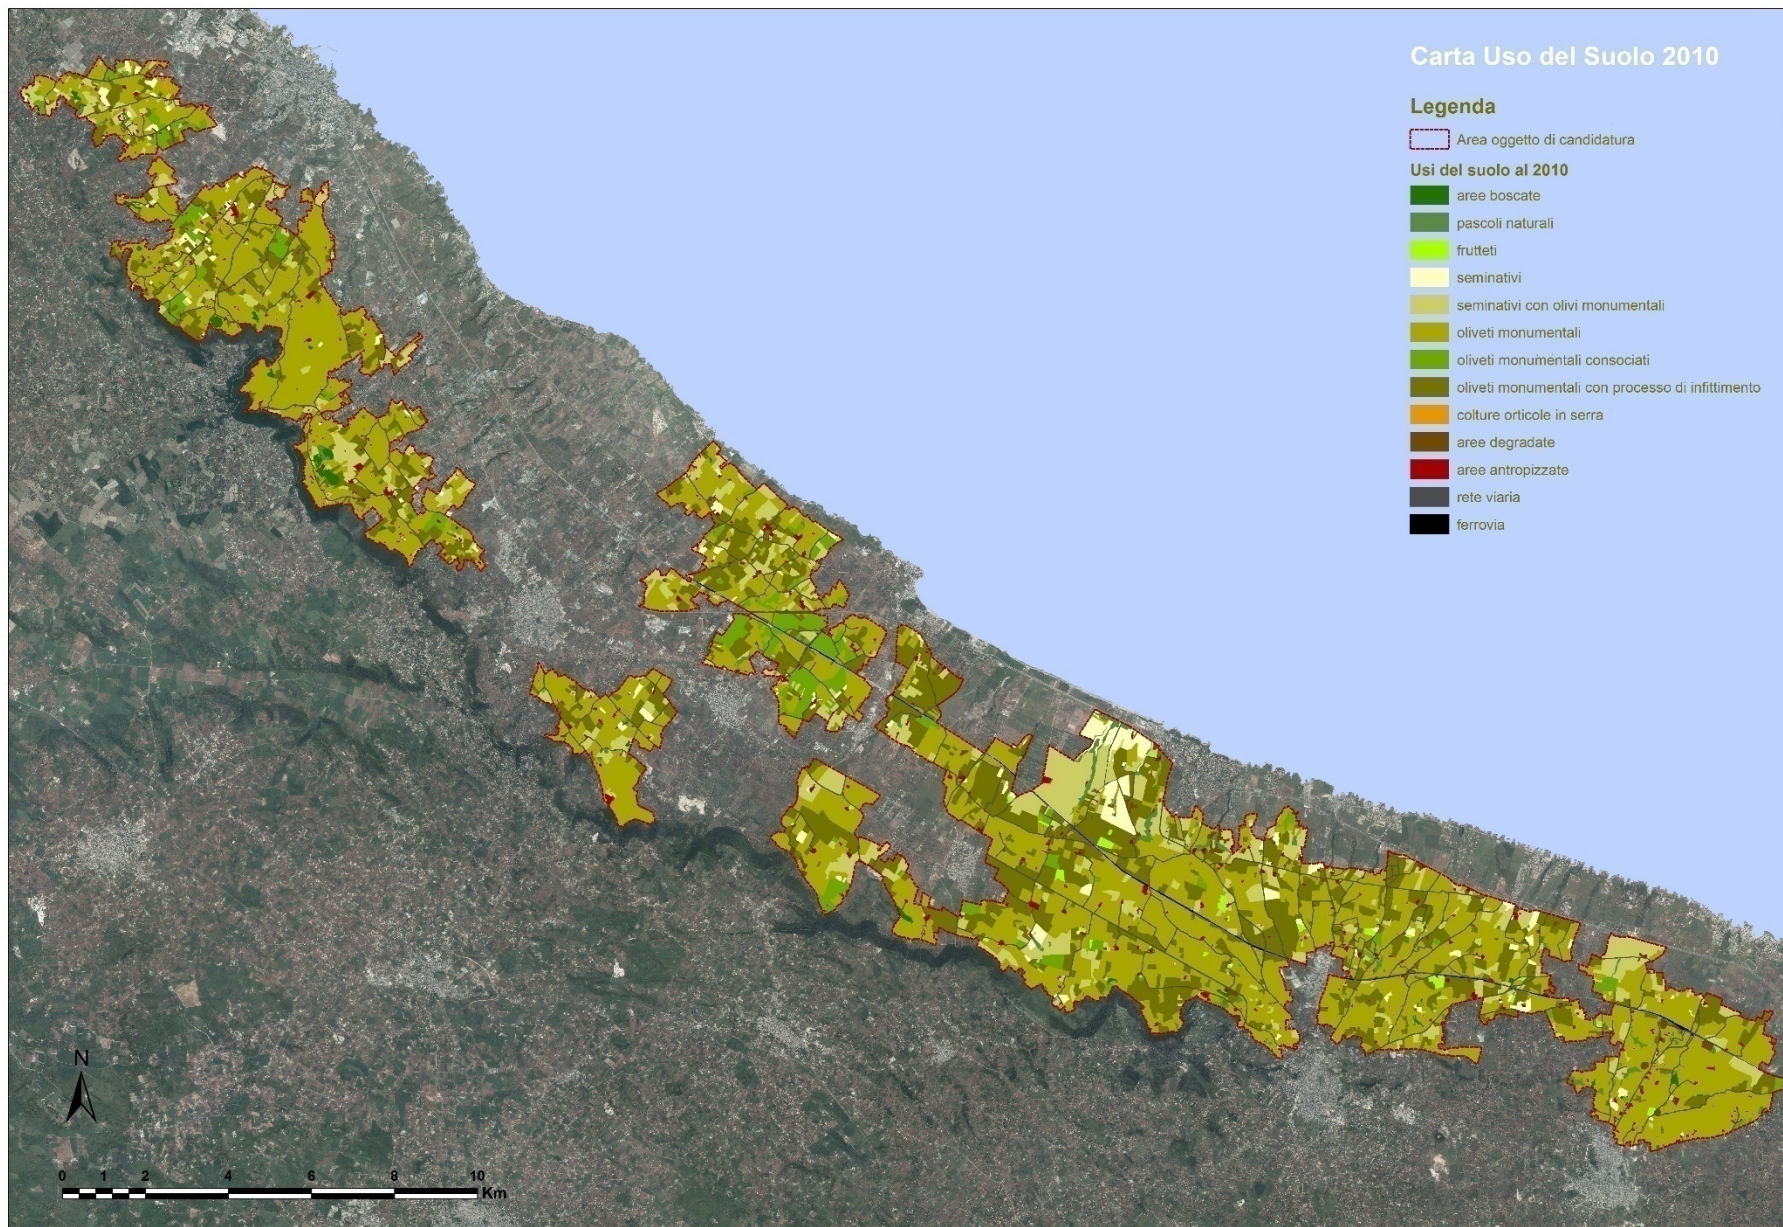 Carta Uso del Suolo 2010
Legenda
Area oggetto di candidatura
Usi del suolo al 2010
aree boscate
pascoli naturali
frutteti
seminativi
seminativi con olivi monumentali
oliveti monumentali
oliveti monumentali consociati
oliveti monumentali con processo di infittimento
colture orticole in serra
aree degradate
aree antropizzate
rete viaria
ferrovia
N
0 1 2 4 6 8 10
Km